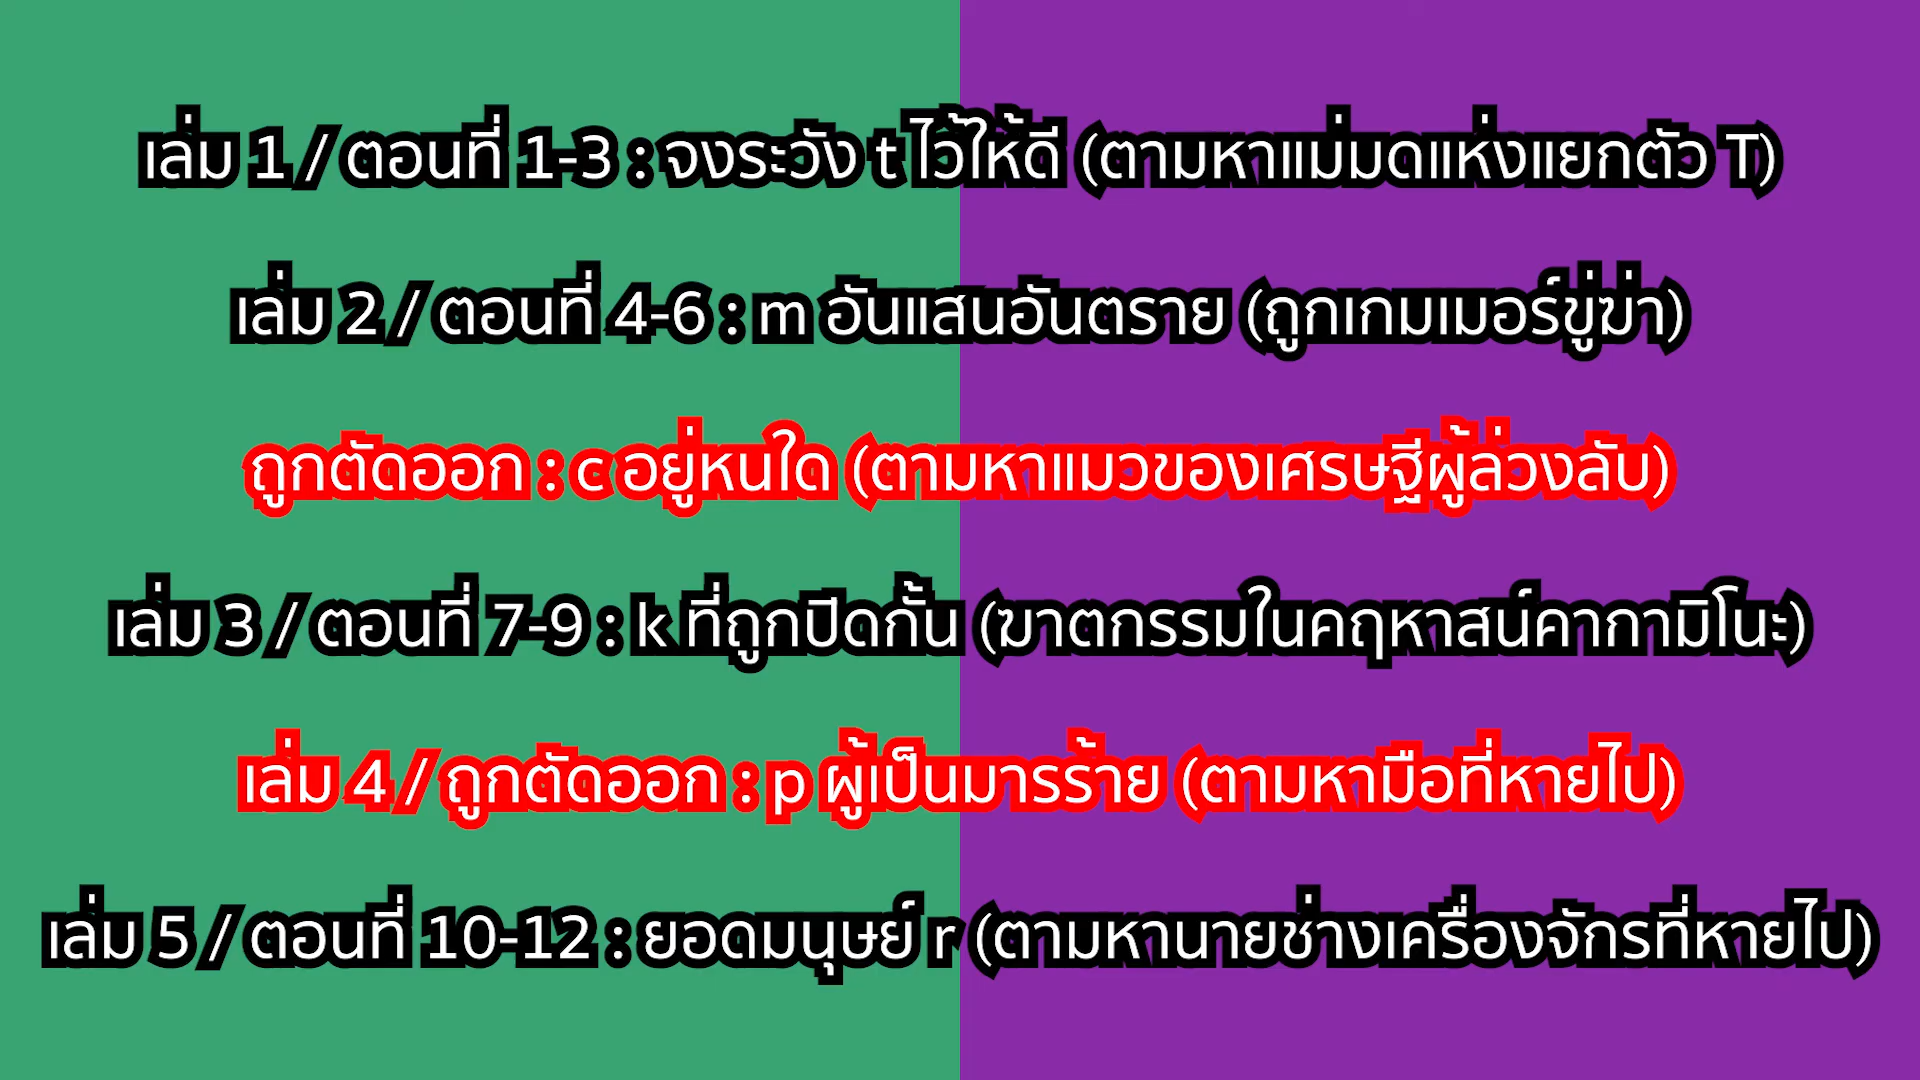 เล่ม 1 / ตอนที่ 1-3 : จงระวัง t ไว้ให้ดี (ตามหาแม่มดแห่งแยกตัว T)
เล่ม 2 / ตอนที่ 4-6 : m อันแสนอันตราย (ถูกเกมเมอร์ขู่ฆ่า)
ถูกตัดออก : c อยู่หนใด (ตามหาแมวของเศรษฐีผู้ล่วงลับ)
เล่ม 3 / ตอนที่ 7-9 : k ที่ถูกปิดกั้น (ฆาตกรรมในคฤหาสน์คากามิโนะ)
เล่ม 4 / ถูกตัดออก : p ผู้เป็นมารร้าย (ตามหามือที่หายไป)
เล่ม 5 / ตอนที่ 10-12 : ยอดมนุษย์ r (ตามหานายช่างเครื่องจักรที่หายไป)